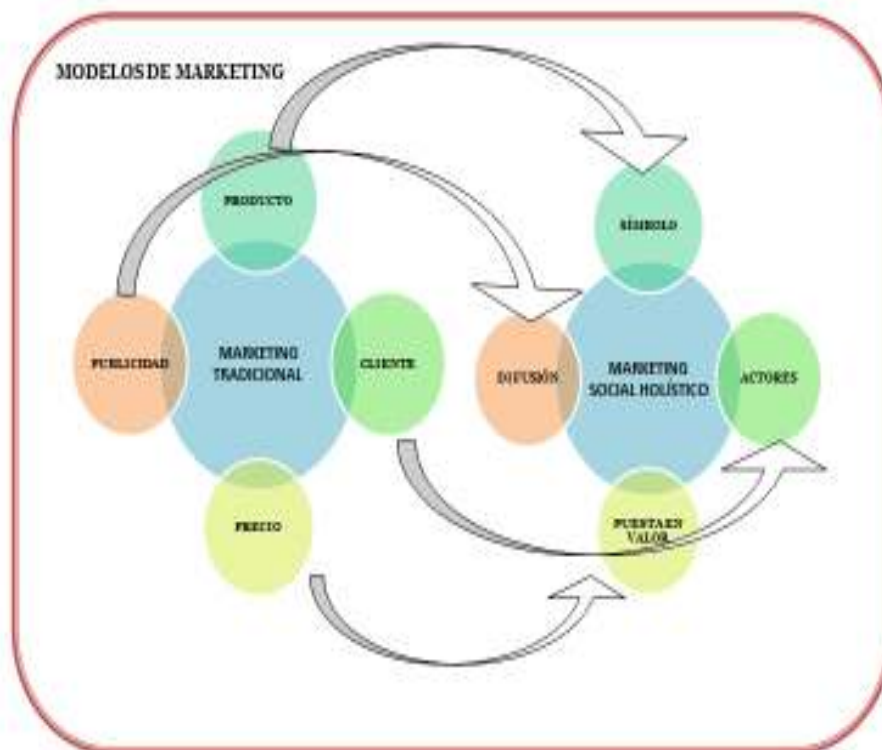 MODELOS DE MARKETING
PRODUCTO
PUBLICIDAD
MARKETING
TRADICIONAL
CLIENTE
PRECIO
SÍMBOLO
DIFUSIÓN
MARKETING
SOCIAL HOLÍSTICO
ACTORES
PUESTA EN
VALOR